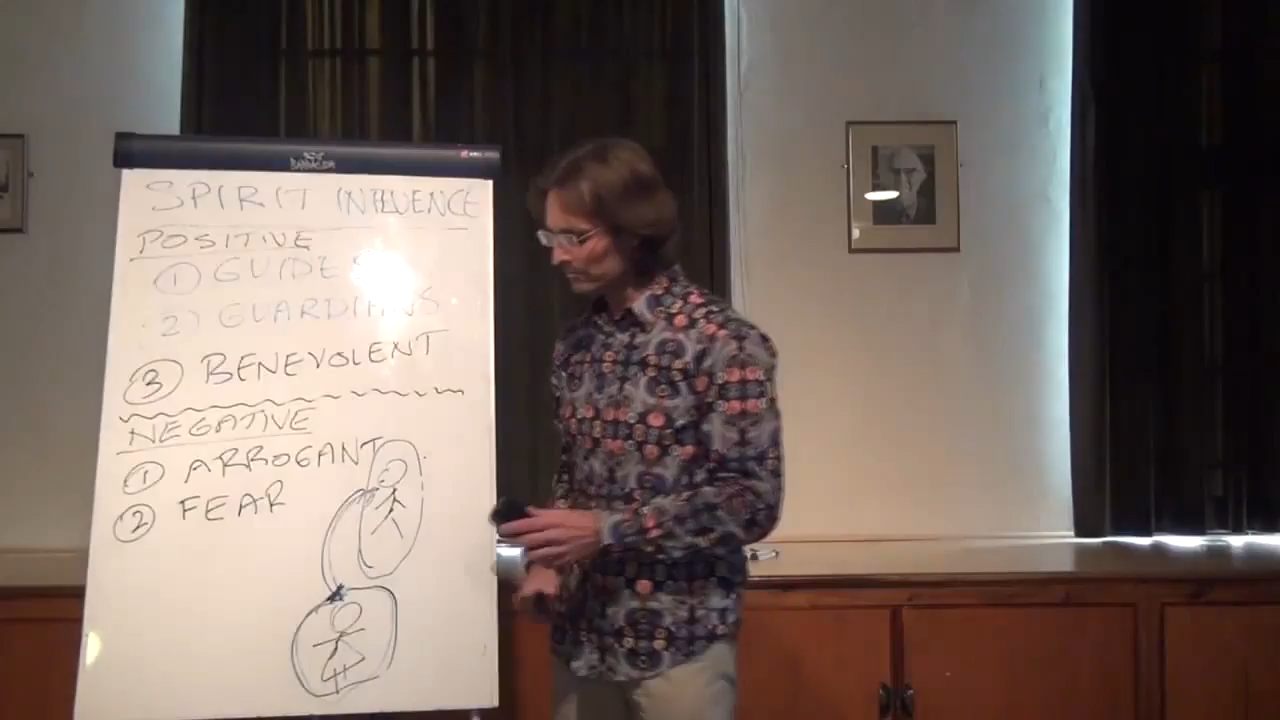 SPIRIT INFLUENCE
POSITIVE
① GUIDES
2) GUARDIANS
③ BENEVOLENT
NEGATIVE
① ARROGANT
② FEAR